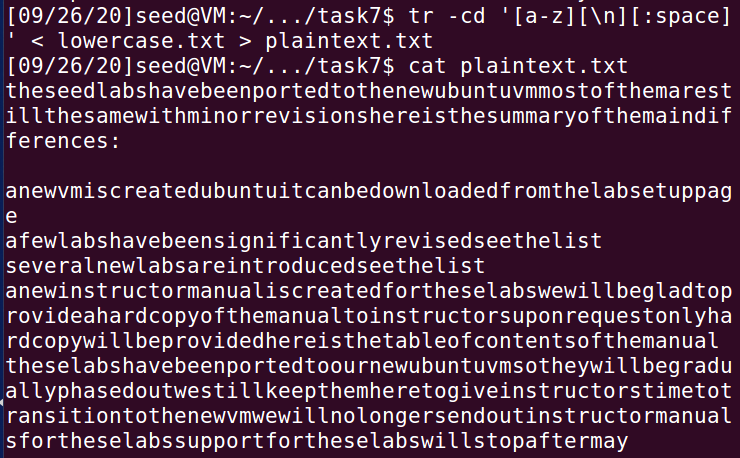 [09/26/20]seed@VM:~/.../task7$ tr -cd '[a-z][\n][:space]
' < lowercase.txt > plaintext.txt
[09/26/20]seed@VM:~/.../task7$ cat plaintext.txt
theseedlabshavebeenportedtothenewubuntuvmmostofthemarest
illthesamewithminorrevisionshereisthesummaryofthemaindif
ferences:

anewvmiscreatedubuntuitcanbedownloadedfromthelabsetuppag
e
afewlabshavebeensignificantlyrevisedseethelist
severalnewlabsareintroducedseethelist
anewinstructormanualiscreatedfortheselabswewillbegladtop
rovideahardcopyofthemanualtoinstructorsuponrequestonlyha
rdcopywillbeprovidedhereisthetableofcontentsofthemanual
theselabshavebeenportedtoournewubuntuvmsotheywillbegradu
allyphasedoutwestillkeepthemheretogiveinstructorstimetot
ransitiontothenewvmwewillnolongersendoutinstructormanual
sfortheselabssupportfortheselabswillstopaftermay